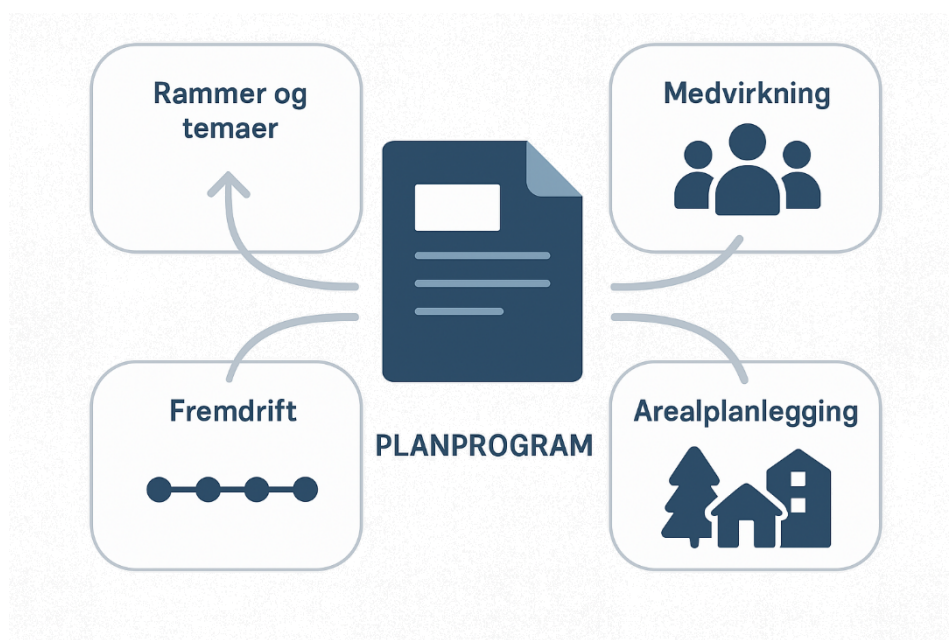 Rammer og
temaer
Medvirkning
PLANPROGRAM
Fremdrift
Arealplanlegging